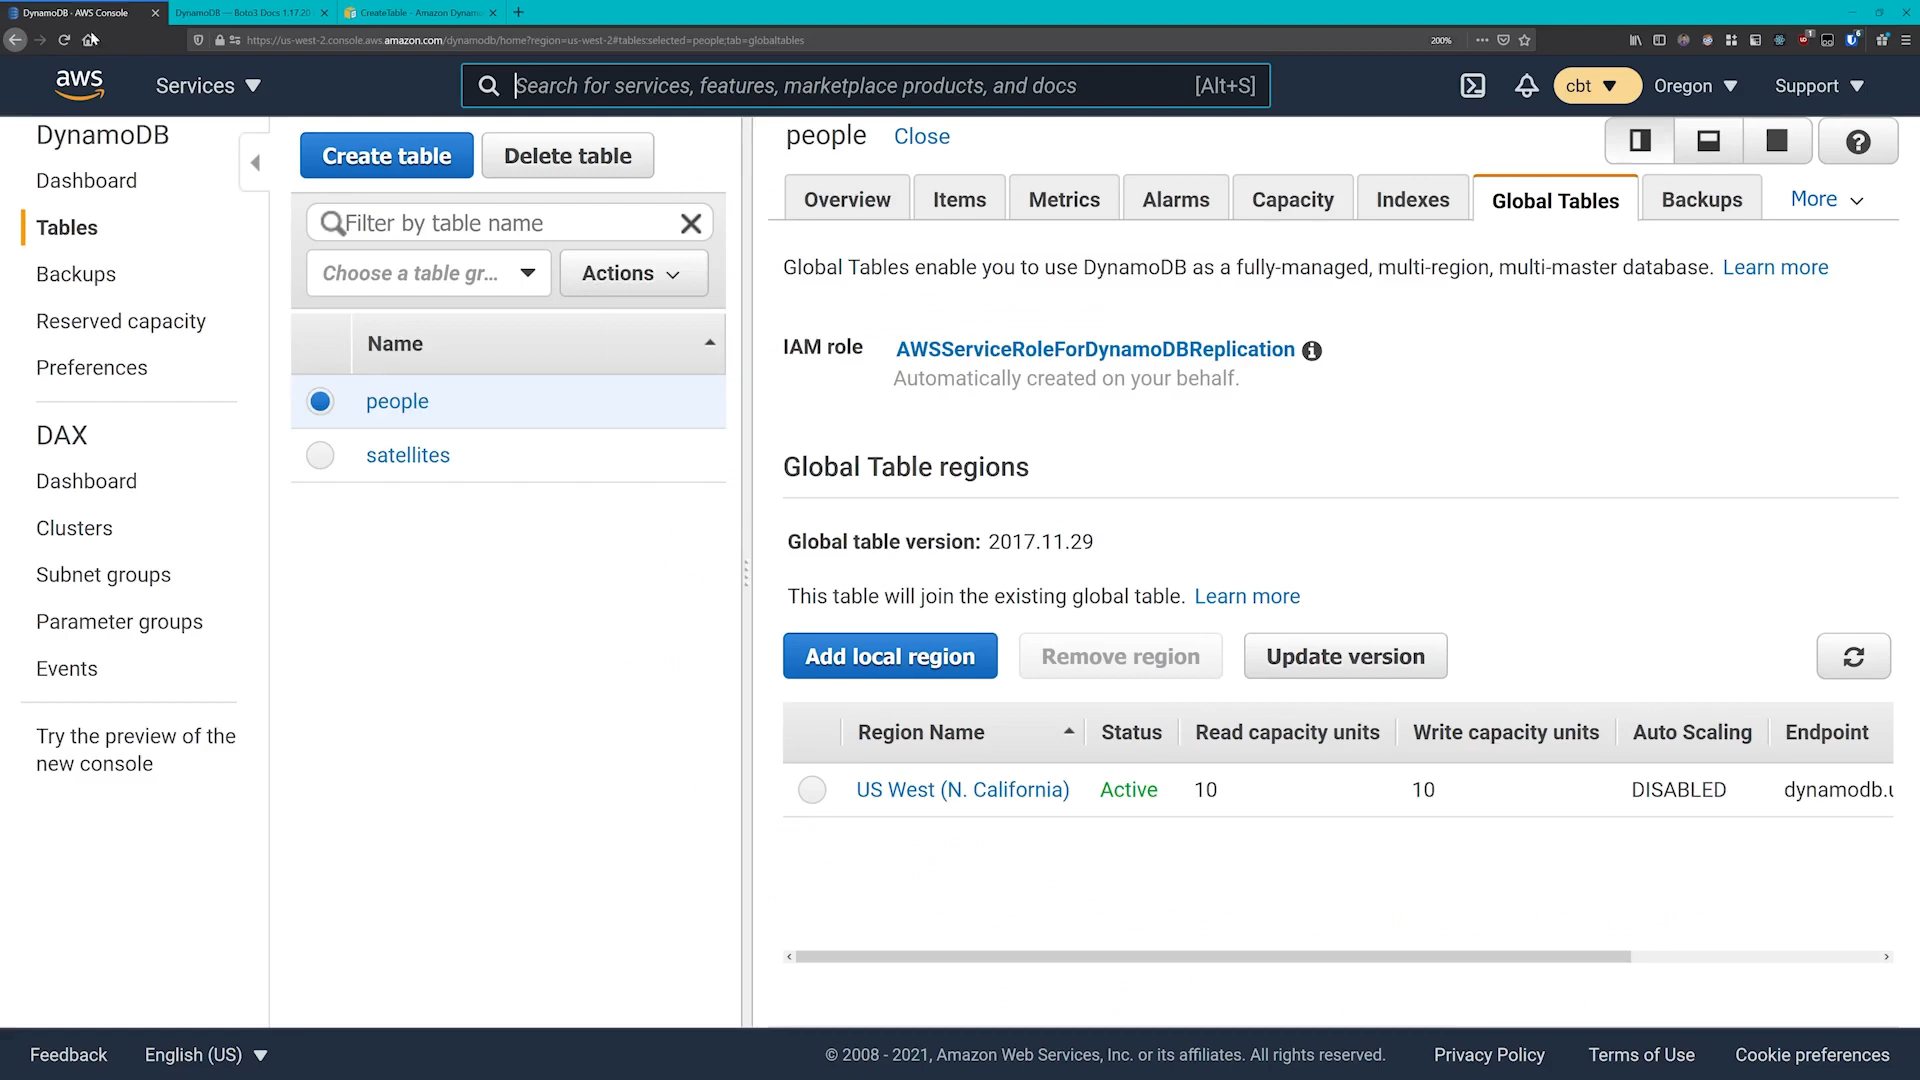 DynamoDB - AWS Console
DynamoDB — Boto3 Docs 1.17.20
CreateTable - Amazon Dynam
https://us-west-2.console.aws.amazon.com/dynamodb/home?region=us-west-2#tables:selected=people;tab=globaltables
200%
aws
Services
Search for services, features, marketplace products, and docs
[Alt+S]
cbt
Oregon
Support
DynamoDB
Dashboard
Tables
Backups
Reserved capacity
Preferences
DAX
Dashboard
Clusters
Subnet groups
Parameter groups
Events
Try the preview of the
new console
Create table
Delete table
Filter by table name
Choose a table gr...
Actions
Name
people
satellites
people
Close
Overview
Items
Metrics
Alarms
Capacity
Indexes
Global Tables
Backups
More
Global Tables enable you to use DynamoDB as a fully-managed, multi-region, multi-master database. Learn more
IAM role
AWSServiceRoleForDynamoDBReplication
Automatically created on your behalf.
Global Table regions
Global table version: 2017.11.29
This table will join the existing global table. Learn more
Add local region
Remove region
Update version
Region Name
Status
Read capacity units
Write capacity units
Auto Scaling
Endpoint
US West (N. California)
Active
10
10
DISABLED
dynamodb.u
Feedback
English (US)
© 2008 - 2021, Amazon Web Services, Inc. or its affiliates. All rights reserved.
Privacy Policy
Terms of Use
Cookie preferences